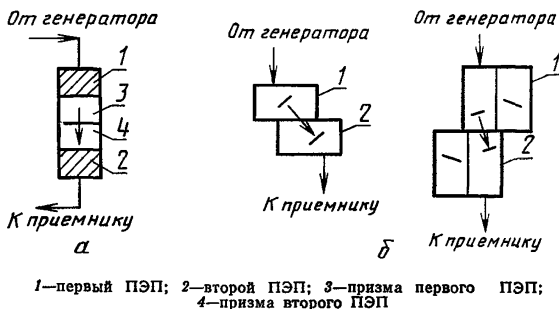 От генератора
1
3
4
2
К приемнику
а
От генератора
1
2
К приемнику
От генератора
1
2
К приемнику
б
1—первый ПЭП; 2—второй ПЭП; 3—призма первого ПЭП;
4—призма второго ПЭП